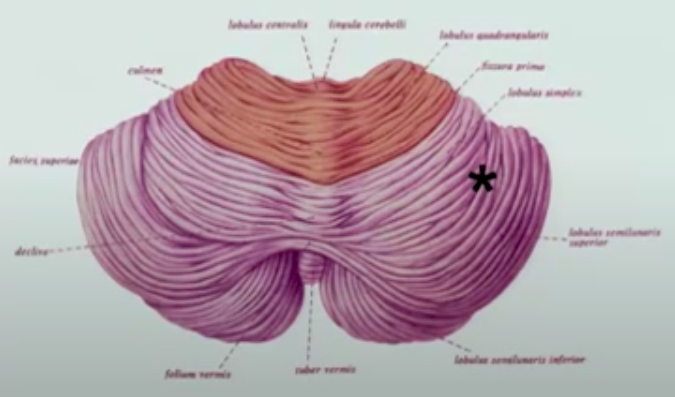 lobulus centralis
lingula cerebelli
lobulus quadrangularis
culmen
fissura prima
lobulus simplex
facies superior
*
declive
lobulus semilunaris
superior
lobulus semilunaris inferior
folium vermis
tuber vermis